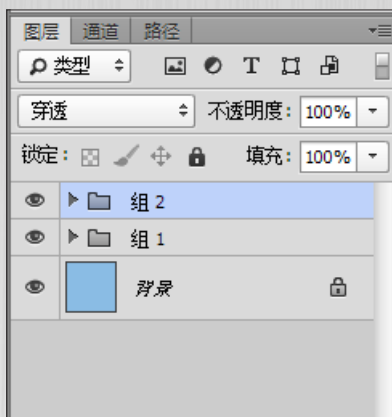 图层 通道 路径
类型
穿透 不透明度: 100%
锁定: 填充: 100%
组 2
组 1
背景